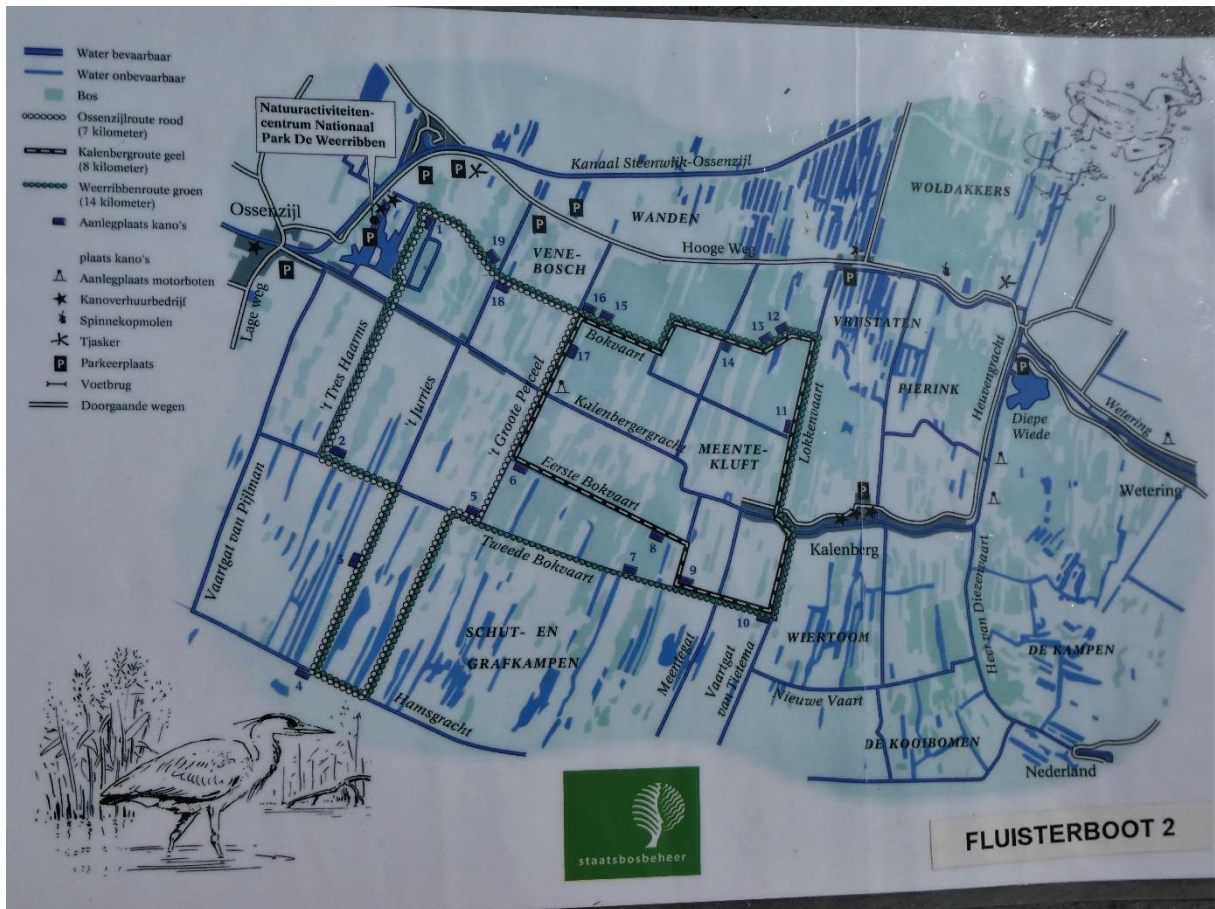 Water bevaarbaar
Water onbevaarbaar
Bos
Ossenzijlroute rood
(7 kilometer)
Kalenbergroute geel
(8 kilometer)
Weerribbenroute groen
(14 kilometer)
Aanlegplaats kano's
plaats kano's
Aanlegplaats motorboten
Kanoverhuurbedrijf
Spinnekopmolen
Tjasker
P
Parkeerplaats
Voetbrug
Doorgaande wegen
Natuuractiviteiten-
centrum Nationaal
Park De Weerribben
Kanaal Steenwijk-Ossenzijl
WOLDAKKERS
Ossenzijl
WANDEN
Hooge Weg
VENE-
BOSCH
Lage weg
P
P
P
P
P
P
P
P
P
1
19
18
16
15
12
13
14
17
11
2
5
6
3
8
7
9
10
4
VRIJSTATEN
Bokvaart
't Tres Haarms
't Jurries
't Groote Perceel
PIERINK
Heuvengracht
Diepe
Wiede
Wetering
Wetering
Kalenbergergracht
Lokkenvaart
MEENTE-
KLUFT
Eerste Bokvaart
Vaartgat van Pijlman
Kalenberg
Tweede Bokvaart
Heer van Diezenvaart
SCHUT- EN
GRAFKAMPEN
WIERTOOM
DE KAMPEN
Meentegat
Vaartgat
van Tietema
Nieuwe Vaart
Hamsgracht
DE KOOIBOMEN
Nederland
staatsbosbeheer
FLUISTERBOOT 2